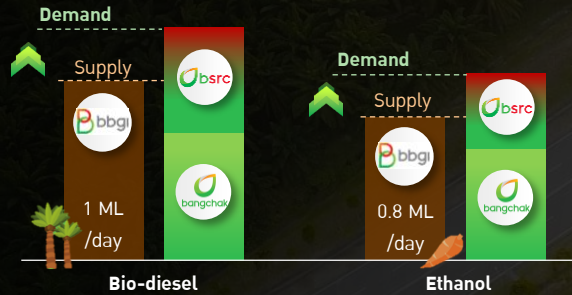 Demand
Supply
bsrc
bbgi
bangchak
1 ML
/day
Bio-diesel
Demand
Supply
bsrc
bbgi
bangchak
0.8 ML
/day
Ethanol